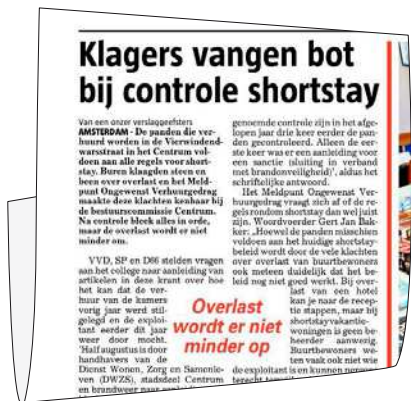 Klagers vangen bot
bij controle shortstay
Van een onzer verslaggeefsters
AMSTERDAM - De panden die ver-
huurd worden in de Vierwindend-
warsstraat in het Centrum vol-
doen aan alle regels voor short-
stay. Buren klaagden steen en
been over overlast en het Meld-
punt Ongewenst Verhuurgedrag
maakte deze klachten kenbaar bij
de bestuurscommissie Centrum.
Na controle bleek alles in orde,
maar de overlast wordt er niet
minder om.
VVD, SP en D66 stelden vragen
aan het college naar aanleiding van
artikelen in deze krant over hoe
het kan dat de ver-
huur van de kamers
vorig jaar werd stil-
gelegd en de exploi-
tant eerder dit jaar
weer door mocht.
'Half augustus is door
handhavers van de
Dienst Wonen, Zorg en Samenle-
ven (DWZS), stadsdeel Centrum
en brandweer
Overlast
wordt er niet
minder op
genoemde controle zijn in het afge-
lopen jaar drie keer eerder de pan-
den gecontroleerd. Alleen de eer-
ste keer was er een aanleiding voor
een sanctie (sluiting in verband
met brandonveiligheid)', aldus het
schriftelijke antwoord.
Het Meldpunt Ongewenst Ver-
huurgedrag vraagt zich af of de re-
gels rondom shortstay dan wel juist
zijn. Woordvoerder Gert Jan Bak-
ker: „Hoewel de panden misschien
voldoen aan het huidige shortstay-
beleid wordt door de vele klachten
over overlast van buurtbewoners
ook meteen duidelijk dat het be-
leid nog niet goed werkt. Bij over-
last van een hotel
kan je naar de recep-
tie stappen, maar bij
shortstayvakantie-
woningen is geen be-
heerder aanwezig.
Buurtbewoners we-
ten vaak ook niet wie
de exploitant is en kunnen
terecht